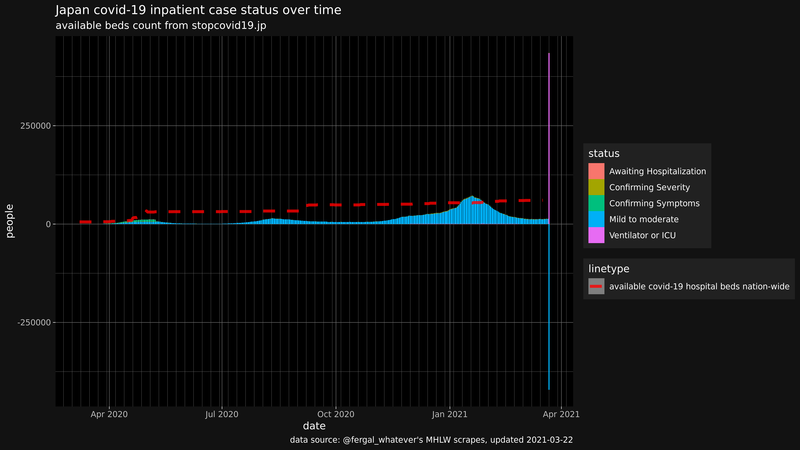 Japan covid-19 inpatient case status over time
available beds count from stopcovid19.jp
people
250000
0
-250000
Apr 2020
Jul 2020
Oct 2020
Jan 2021
Apr 2021
date
data source: @fergal_whatever's MHLW scrapes, updated 2021-03-22
status
Awaiting Hospitalization
Confirming Severity
Confirming Symptoms
Mild to moderate
Ventilator or ICU
linetype
available covid-19 hospital beds nation-wide